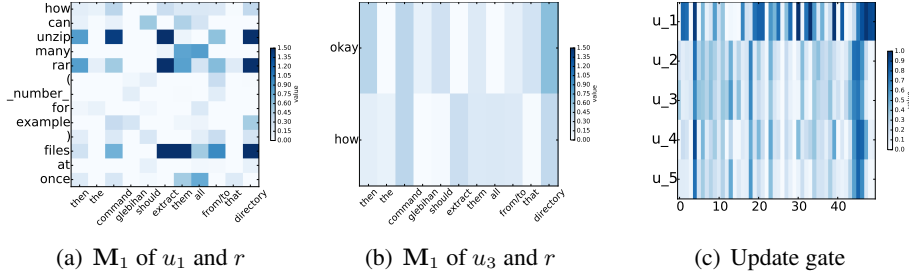 how
can
unzip
many
rar
(
_number_
for
example
)
files
at
once
then the command glebihan should extract them all from/to that directory
1.50
1.35
1.20
1.05
0.90
0.75
0.60
0.45
0.30
0.15
0.00
value
(a) M₁ of u₁ and r
okay
how
then the command glebihan should extract them all from/to that directory
1.50
1.35
1.20
1.05
0.90
0.75
0.60
0.45
0.30
0.15
0.00
value
(b) M₁ of u₃ and r
u_1
u_2
u_3
u_4
u_5
0 10 20 30 40
1.0
0.9
0.8
0.7
0.6
0.5
0.4
0.3
0.2
0.1
0.0
value
(c) Update gate